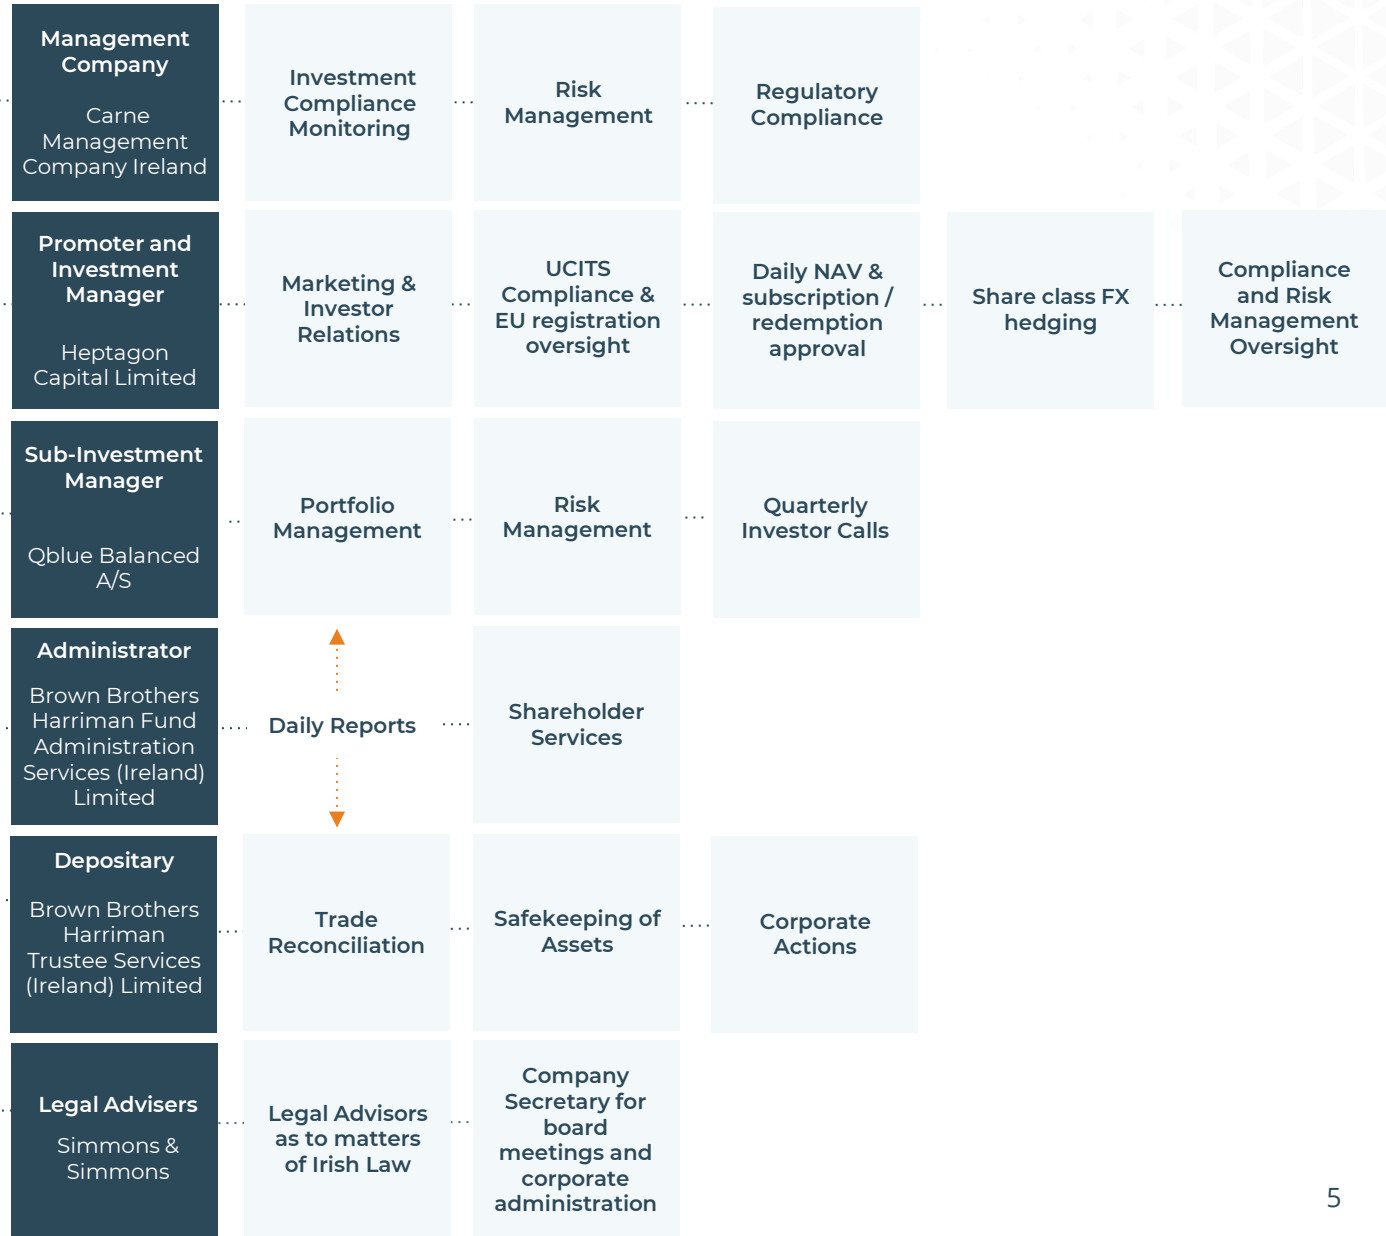 Management
Company
Carne
Management
Company Ireland
Investment
Compliance
Monitoring
Risk
Management
Regulatory
Compliance
Promoter and
Investment
Manager
Heptagon
Capital Limited
Marketing &
Investor
Relations
UCITS
Compliance &
EU registration
oversight
Daily NAV &
subscription /
redemption
approval
Share class FX
hedging
Compliance
and Risk
Management
Oversight
Sub-Investment
Manager
Qblue Balanced
A/S
Portfolio
Management
Risk
Management
Quarterly
Investor Calls
Administrator
Brown Brothers
Harriman Fund
Administration
Services (Ireland)
Limited
Daily Reports
Shareholder
Services
Depositary
Brown Brothers
Harriman
Trustee Services
(Ireland) Limited
Trade
Reconciliation
Safekeeping of
Assets
Corporate
Actions
Legal Advisers
Simmons &
Simmons
Legal Advisors
as to matters
of Irish Law
Company
Secretary for
board
meetings and
corporate
administration
5